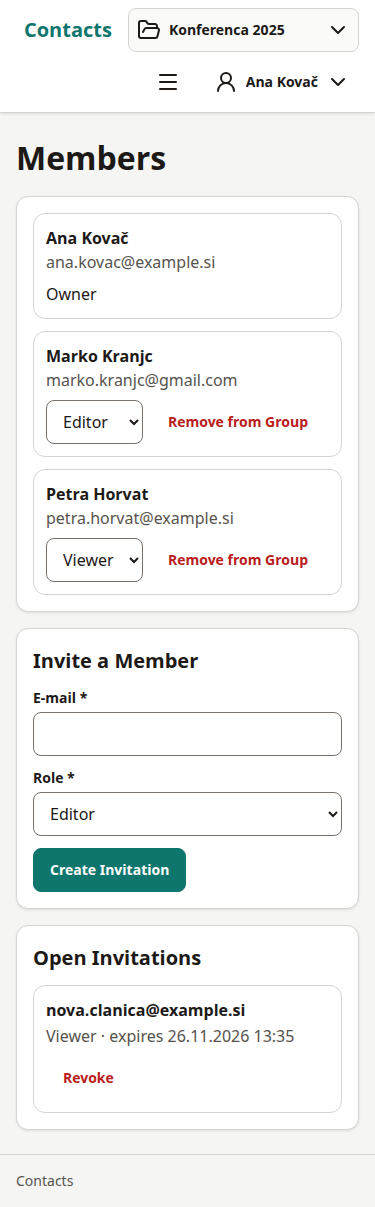 Contacts
Konferenca 2025
Ana Kovač
Members
Ana Kovač
ana.kovac@example.si
Owner
Marko Kranjc
marko.kranjc@gmail.com
Editor
Remove from Group
Petra Horvat
petra.horvat@example.si
Viewer
Remove from Group
Invite a Member
E-mail *
Role *
Editor
Create Invitation
Open Invitations
nova.clanica@example.si
Viewer · expires 26.11.2026 13:35
Revoke
Contacts